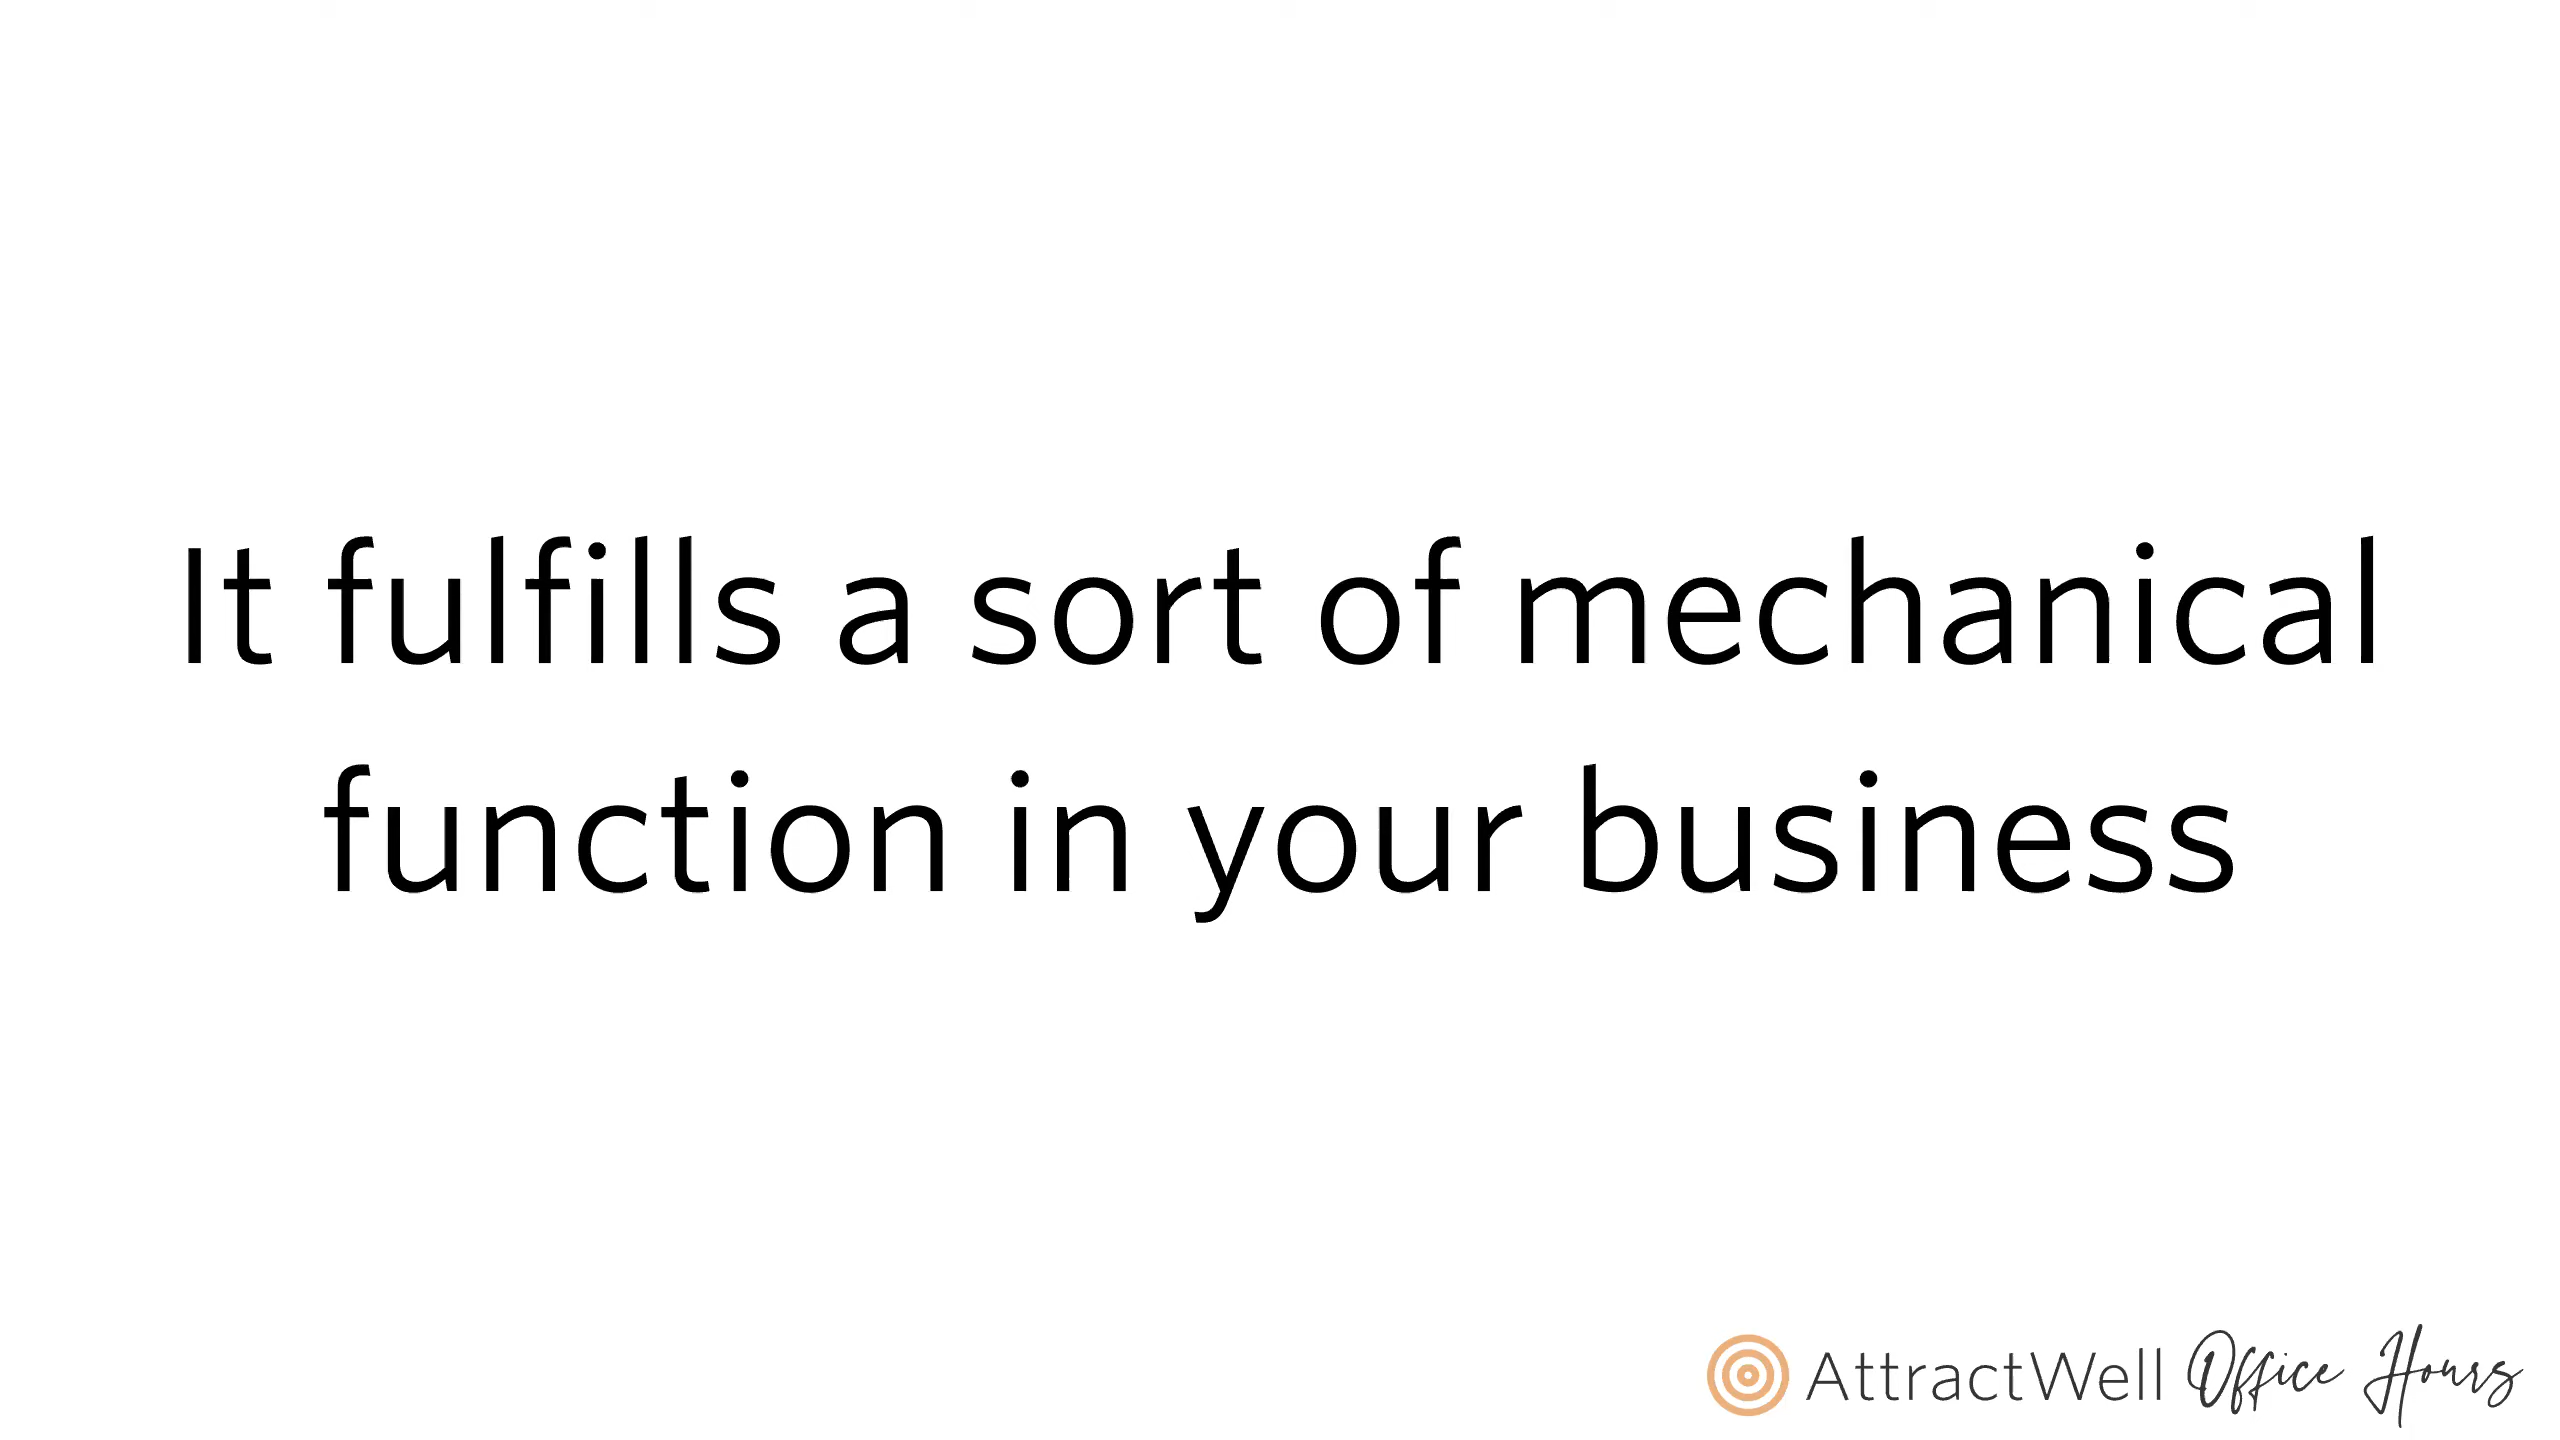 It fulfills a sort of mechanical
function in your business
AttractWell Office Hours